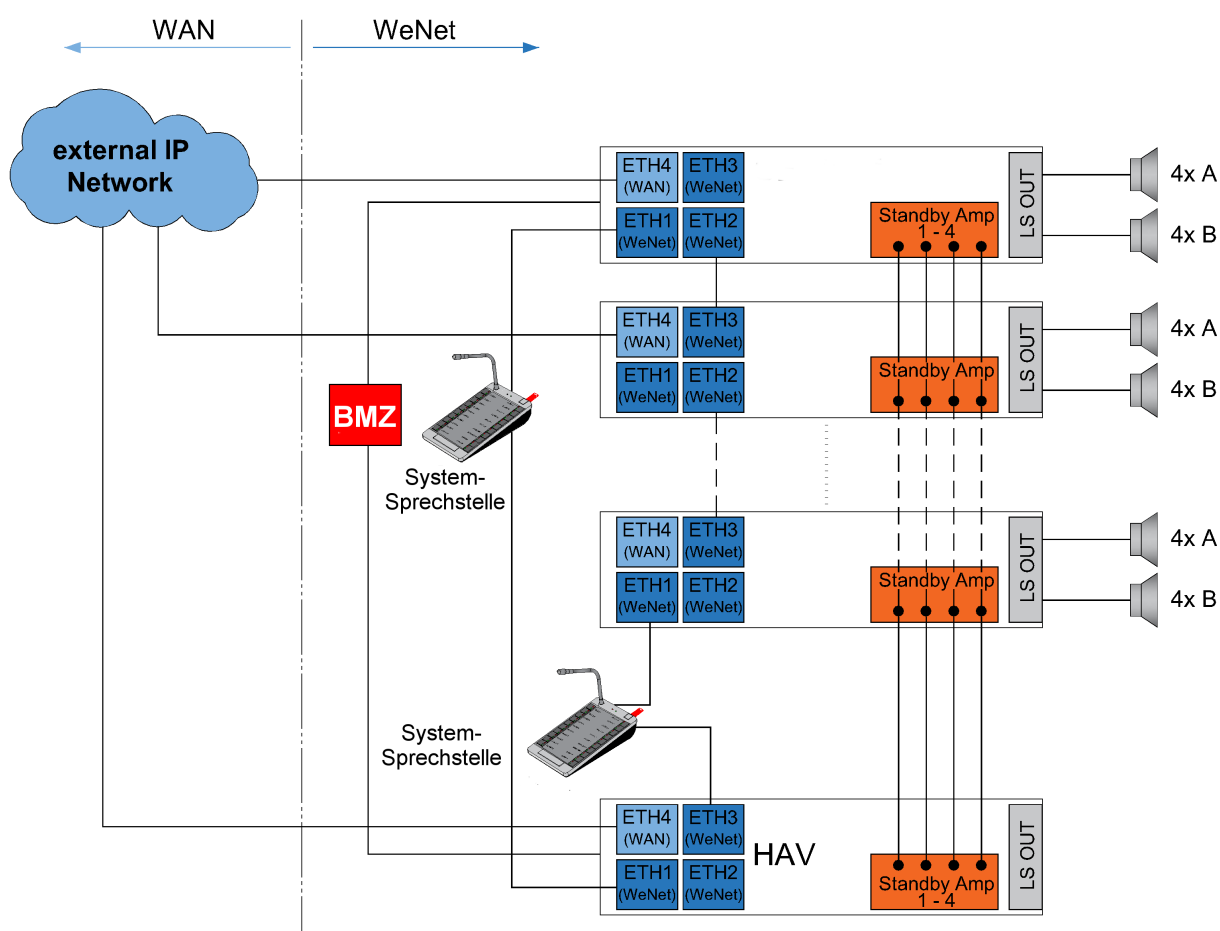 WAN
WeNet
external IP
Network
ETH4
(WAN)
ETH3
(WeNet)
ETH1
(WeNet)
ETH2
(WeNet)
Standby Amp
1 - 4
LS OUT
4x A
4x B
ETH4
(WAN)
ETH3
(WeNet)
ETH1
(WeNet)
ETH2
(WeNet)
Standby Amp
LS OUT
4x A
4x B
BMZ
System-
Sprechstelle
ETH4
(WAN)
ETH3
(WeNet)
ETH1
(WeNet)
ETH2
(WeNet)
Standby Amp
LS OUT
4x A
4x B
System-
Sprechstelle
ETH4
(WAN)
ETH3
(WeNet)
ETH1
(WeNet)
ETH2
(WeNet)
HAV
Standby Amp
1 - 4
LS OUT